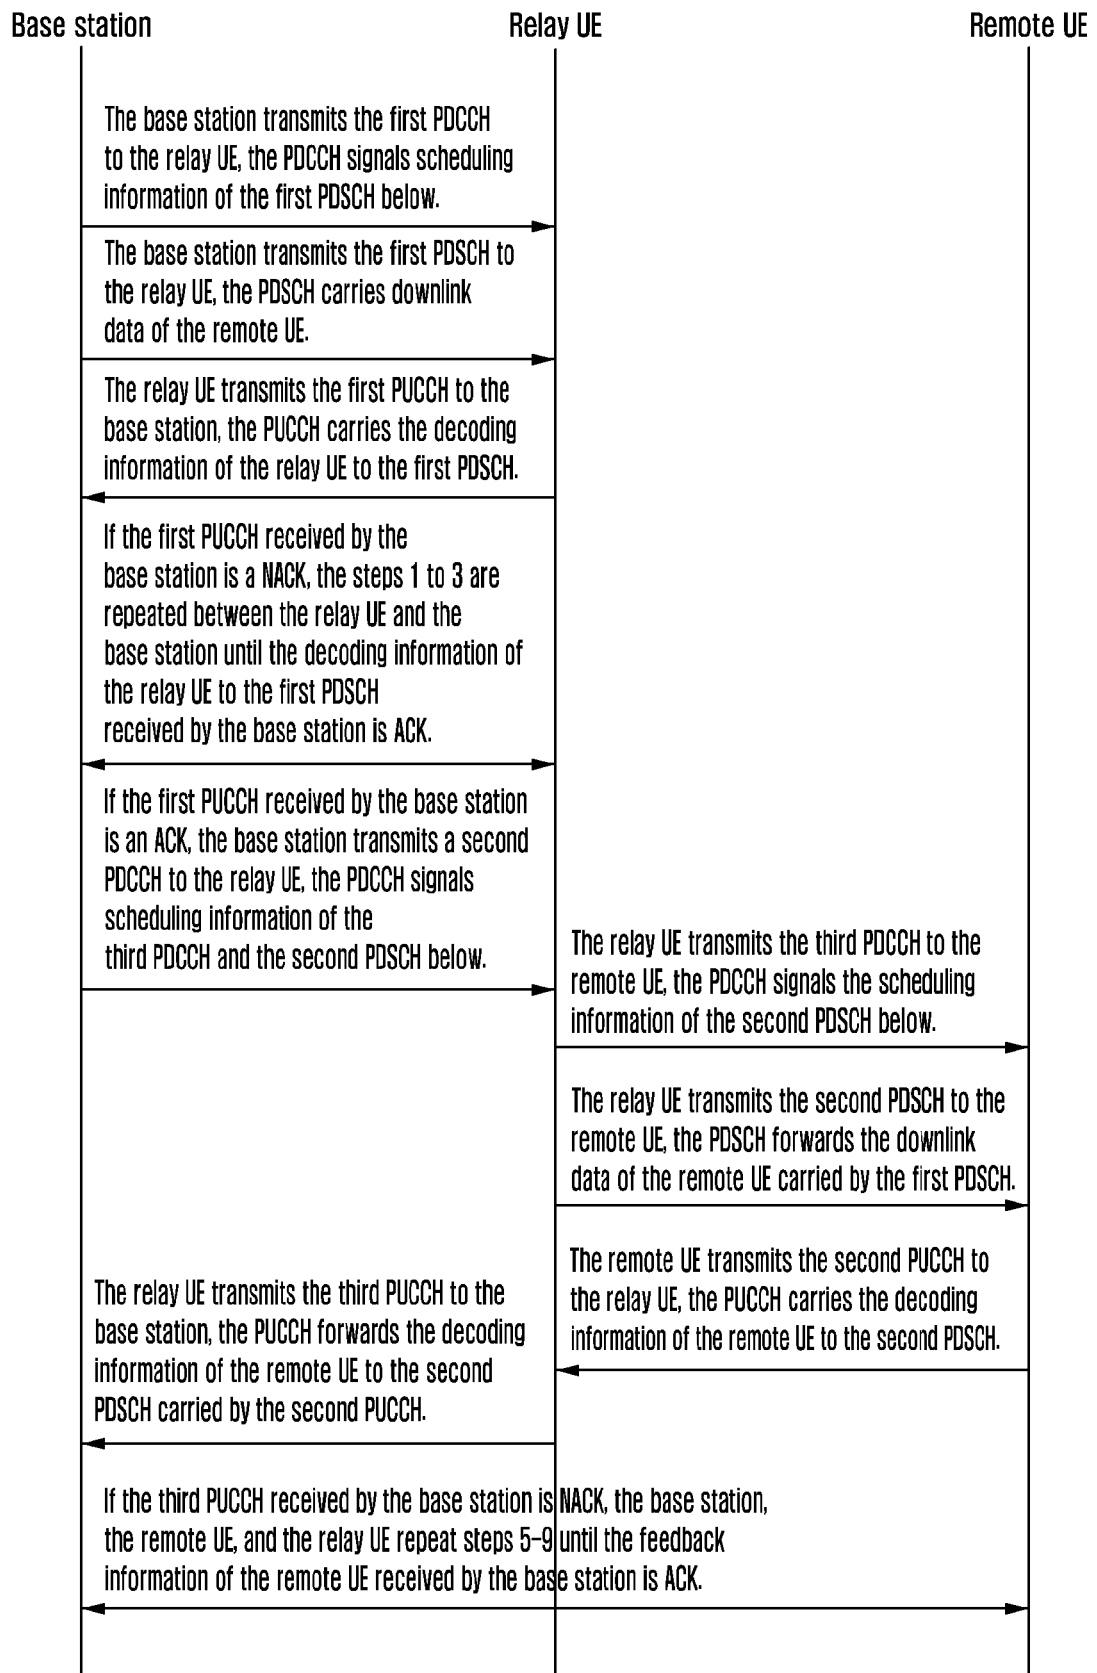 Base station
Relay UE
Remote UE
The base station transmits the first PDCCH
to the relay UE, the PDCCH signals scheduling
information of the first PDSCH below.
The base station transmits the first PDSCH to
the relay UE, the PDSCH carries downlink
data of the remote UE.
The relay UE transmits the first PUCCH to the
base station, the PUCCH carries the decoding
information of the relay UE to the first PDSCH.
If the first PUCCH received by the
base station is a NACK, the steps 1 to 3 are
repeated between the relay UE and the
base station until the decoding information of
the relay UE to the first PDSCH
received by the base station is ACK.
If the first PUCCH received by the base station
is an ACK, the base station transmits a second
PDCCH to the relay UE, the PDCCH signals
scheduling information of the
third PDCCH and the second PDSCH below.
The relay UE transmits the third PDCCH to the
remote UE, the PDCCH signals the scheduling
information of the second PDSCH below.
The relay UE transmits the second PDSCH to the
remote UE, the PDSCH forwards the downlink
data of the remote UE carried by the first PDSCH.
The remote UE transmits the second PUCCH to
the relay UE, the PUCCH carries the decoding
information of the remote UE to the second PDSCH.
The relay UE transmits the third PUCCH to the
base station, the PUCCH forwards the decoding
information of the remote UE to the second
PDSCH carried by the second PUCCH.
If the third PUCCH received by the base station is NACK, the base station,
the remote UE, and the relay UE repeat steps 5-9 until the feedback
information of the remote UE received by the base station is ACK.